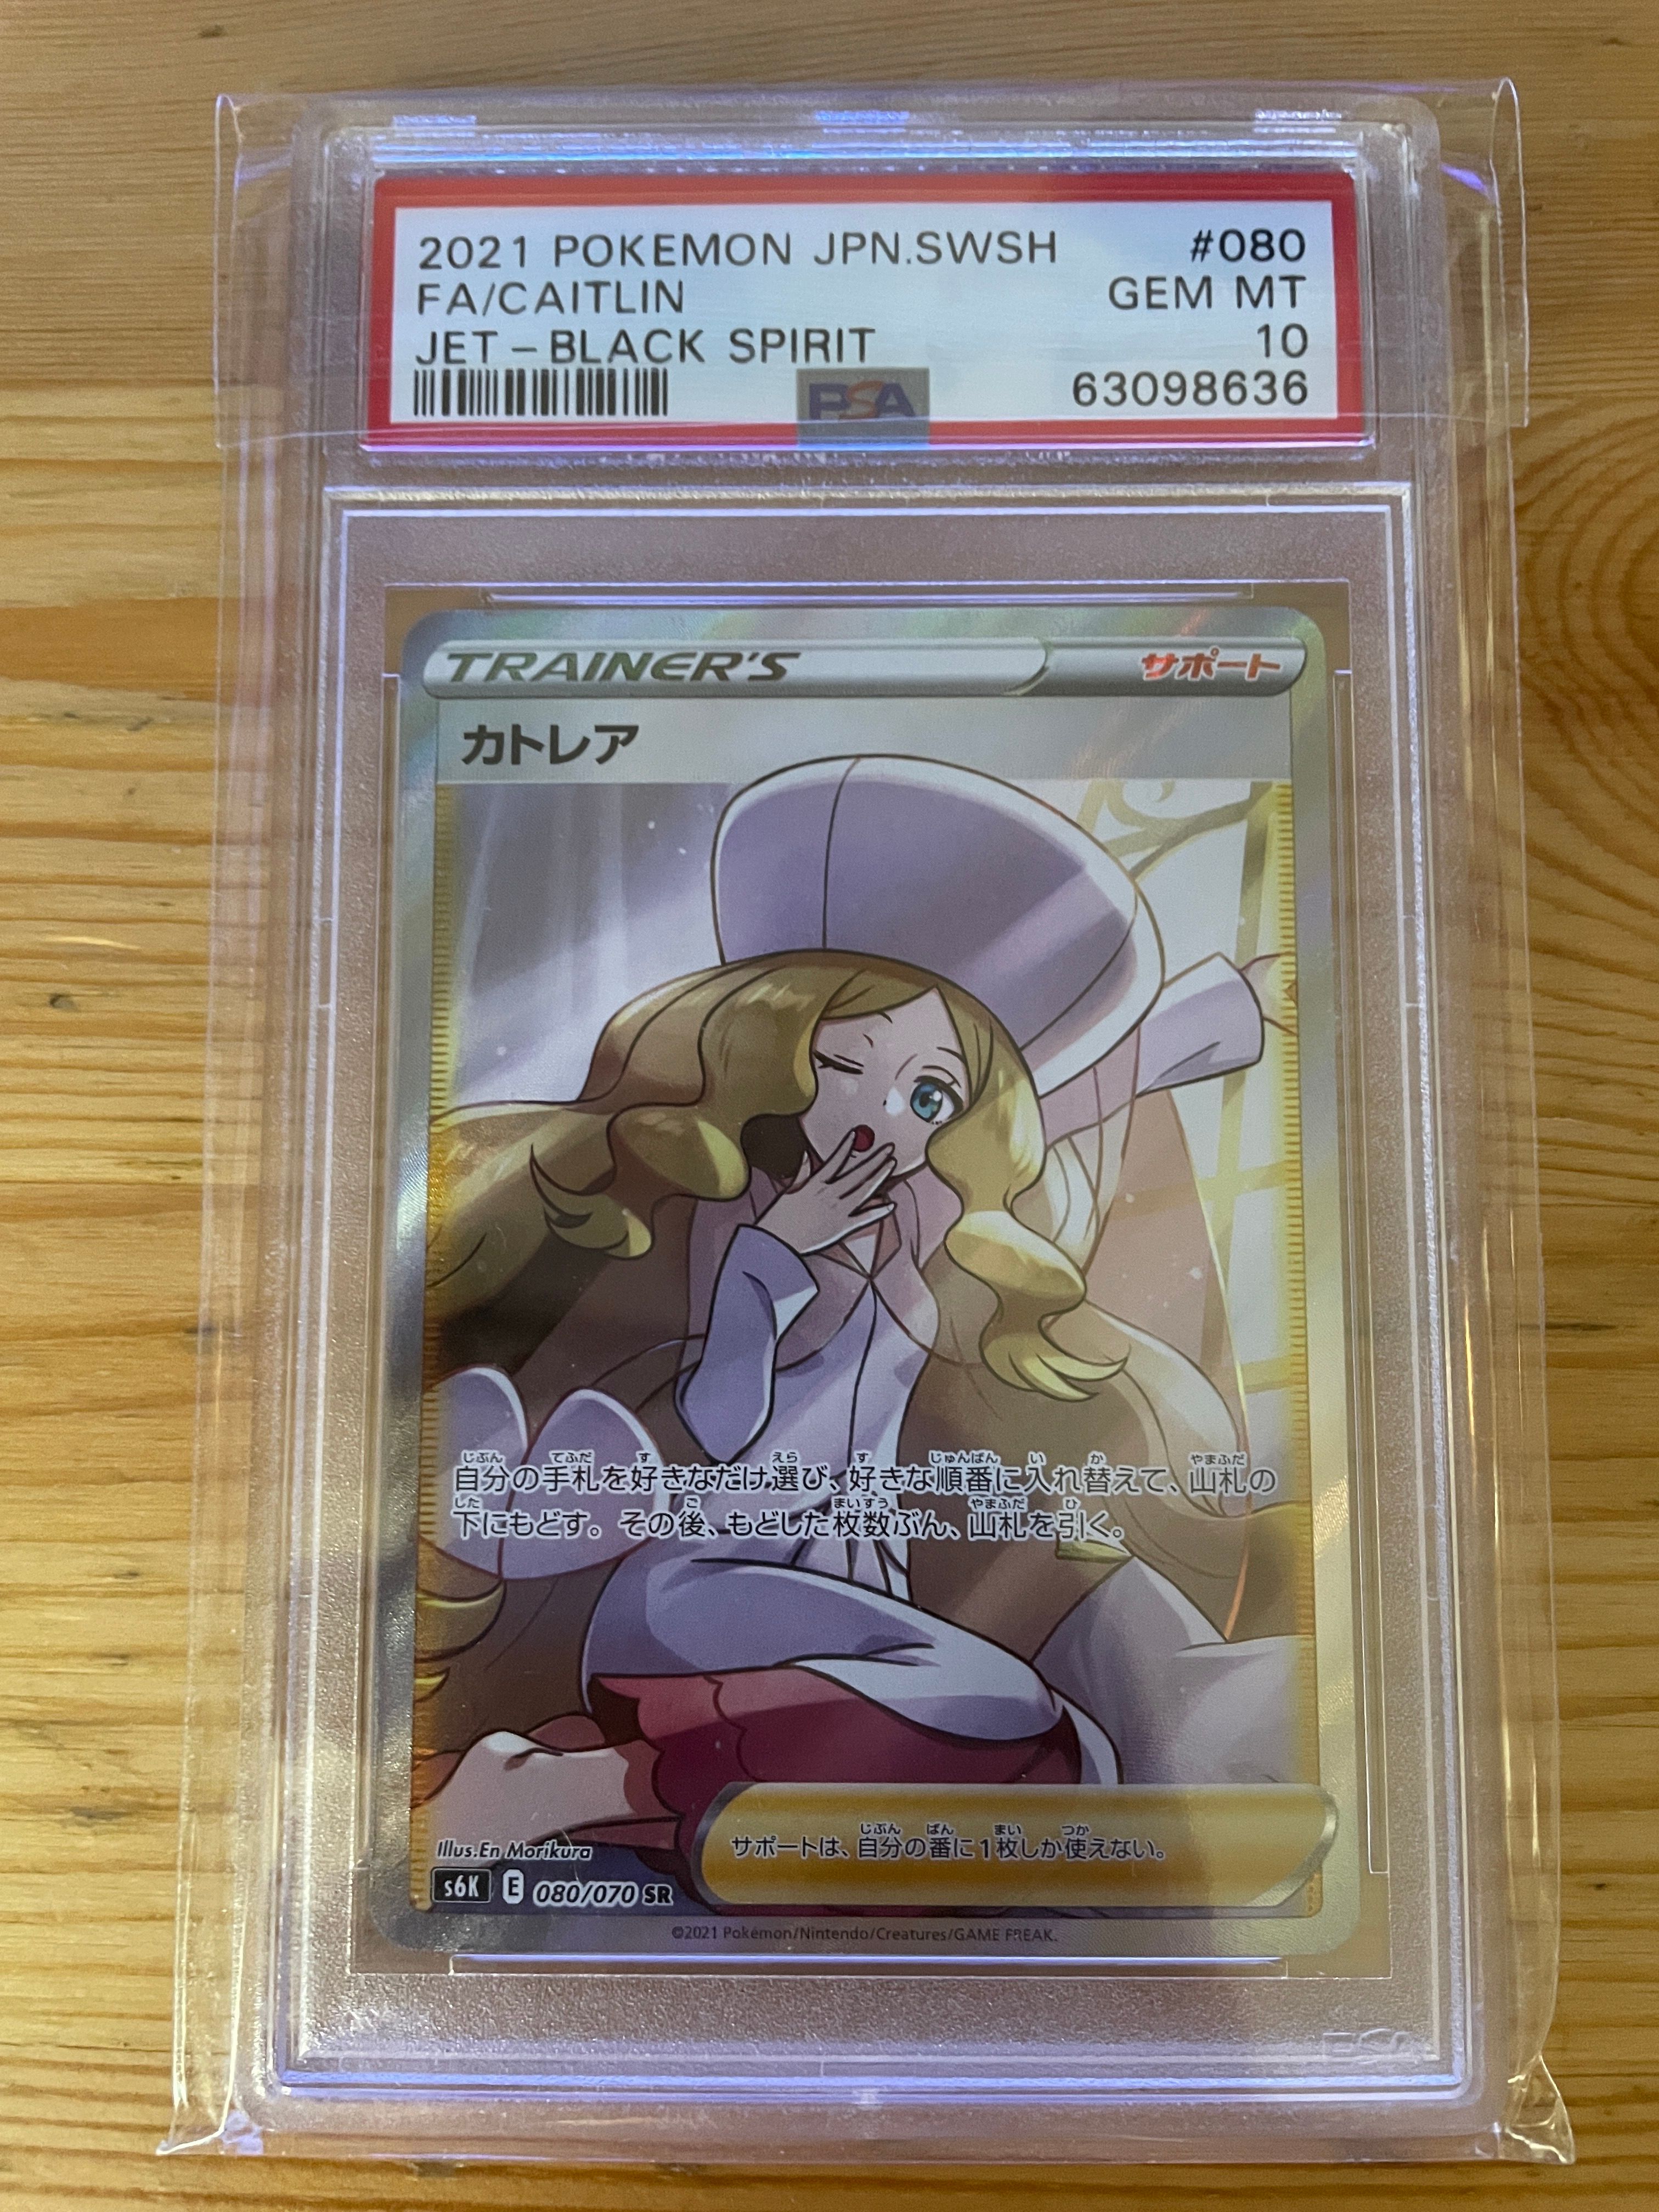 2021 POKEMON JPN.SWSH #080
FA/CAITLIN GEM MT
JET-BLACK SPIRIT 10
PSA 63098636
TRAINER'S サポート
カトレア
じぶん てふだ す えら す じゅんばん い か やまふだ
自分の手札を好きなだけ選び、好きな順番に入れ替えて、山札の
した ご まいすう やまふだ ひ
下にもどす。その後、もどした枚数ぶん、山札を引く。
じぶん ばん まい つか
サポートは、自分の番に1枚しか使えない。
Illus.En Morikura
s6K E 080/070 SR
©2021 Pokémon/Nintendo/Creatures/GAME FREAK.
PSA